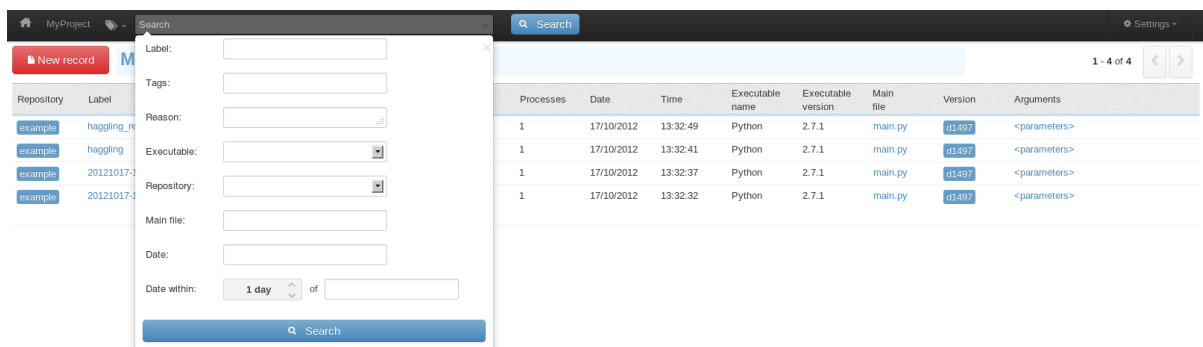 MyProject Search Search Settings
New record M 1 - 4 of 4
Label:
Tags:
Reason:
Executable:
Repository:
Main file:
Date:
Date within: 1 day of
Search
Repository Label Processes Date Time Executable name Executable version Main file Version Arguments
example haggling_re 1 17/10/2012 13:32:49 Python 2.7.1 main.py d1497 <parameters>
example haggling 1 17/10/2012 13:32:41 Python 2.7.1 main.py d1497 <parameters>
example 20121017-1 1 17/10/2012 13:32:37 Python 2.7.1 main.py d1497 <parameters>
example 20121017-1 1 17/10/2012 13:32:32 Python 2.7.1 main.py d1497 <parameters>